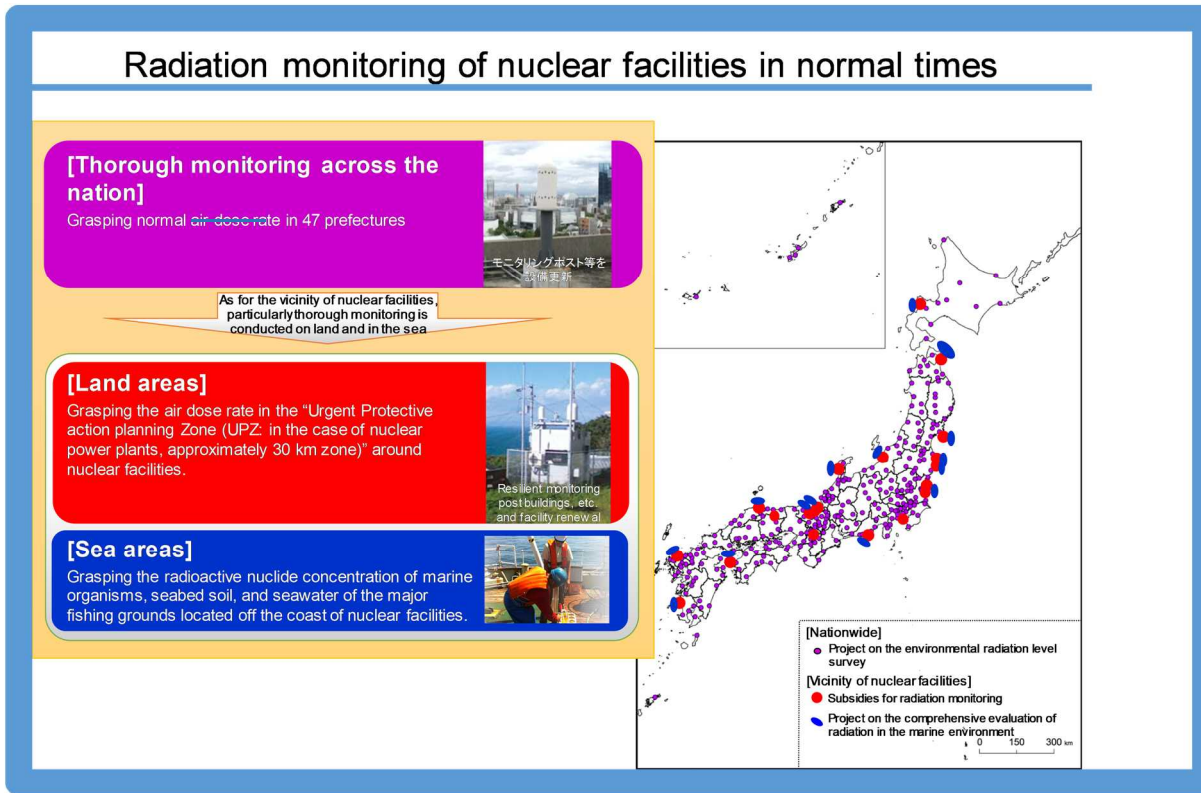 Radiation monitoring of nuclear facilities in normal times
[Thorough monitoring across the
nation]
Grasping normal air dose rate in 47 prefectures
モニタリングポスト等を
設備更新
As for the vicinity of nuclear facilities,
particularly thorough monitoring is
conducted on land and in the sea
[Land areas]
Grasping the air dose rate in the “Urgent Protective
action planning Zone (UPZ: in the case of nuclear
power plants, approximately 30 km zone)” around
nuclear facilities.
Resilient monitoring
post buildings, etc.
and facility renewal
[Sea areas]
Grasping the radioactive nuclide concentration of marine
organisms, seabed soil, and seawater of the major
fishing grounds located off the coast of nuclear facilities.
[Nationwide]
Project on the environmental radiation level
survey
[Vicinity of nuclear facilities]
Subsidies for radiation monitoring
Project on the comprehensive evaluation of
radiation in the marine environment
0 150 300 km